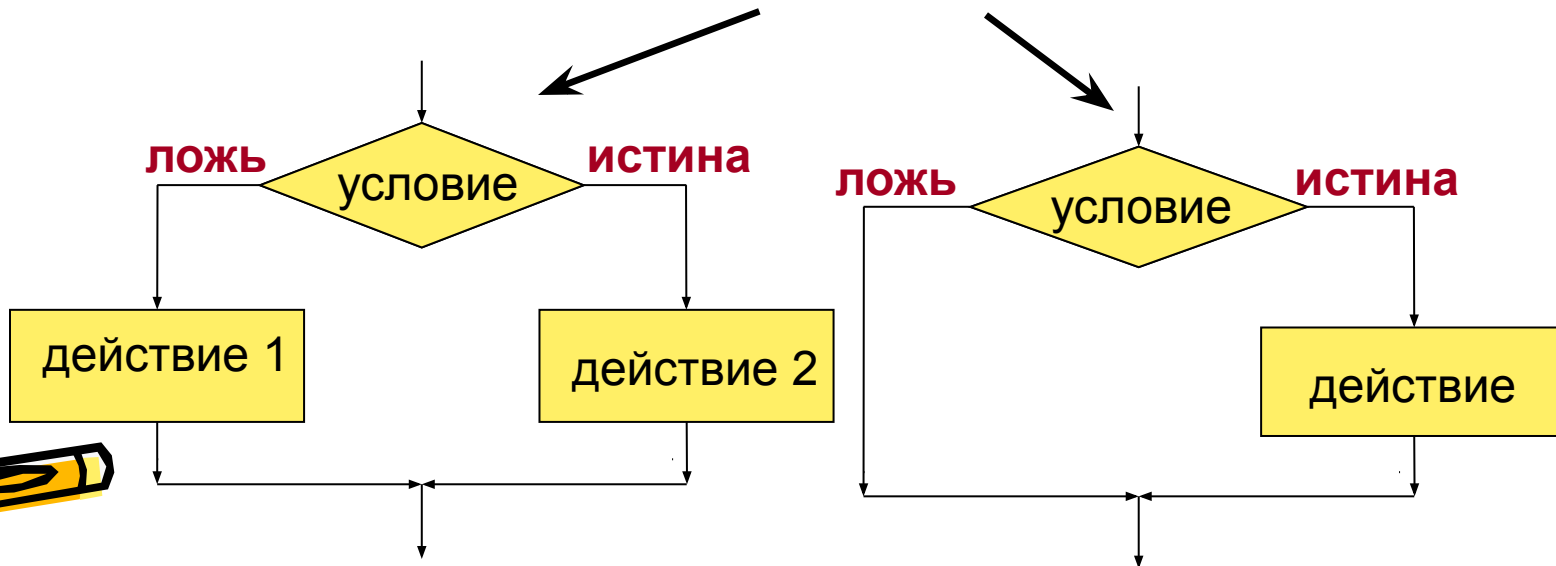 ложь
истина
условие
действие 1
действие 2
ложь
истина
условие
действие